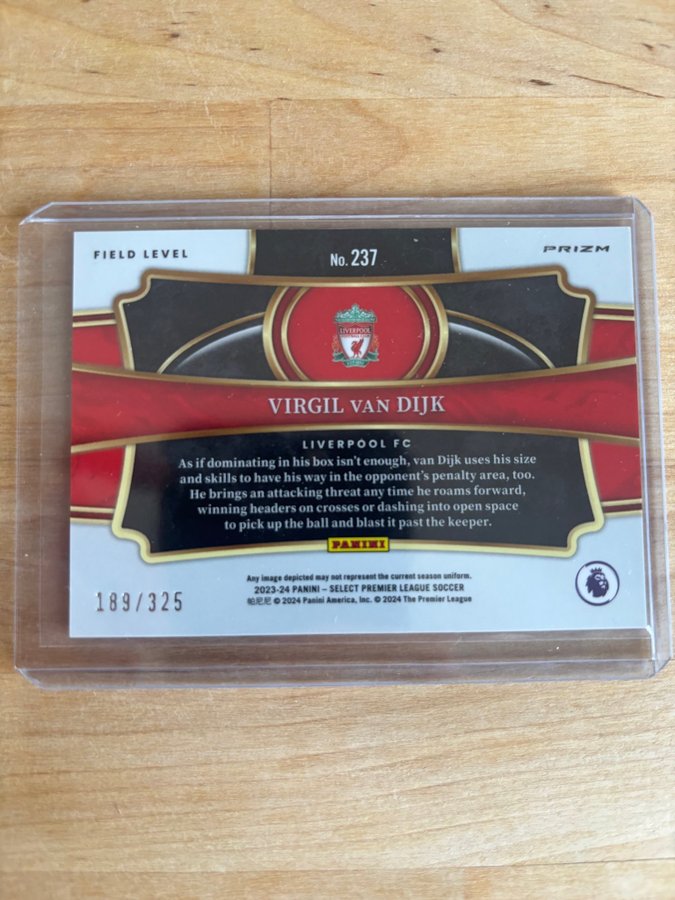 FIELD LEVEL
No. 237
PRIZM
LIVERPOOL
VIRGIL VAN DIJK
LIVERPOOL FC
As if dominating in his box isn't enough, van Dijk uses his size
and skills to have his way in the opponent's penalty area, too.
He brings an attacking threat any time he roams forward,
winning headers on crosses or dashing into open space
to pick up the ball and blast it past the keeper.
PANINI
Any image depicted may not represent the current season uniform.
2023-24 PANINI – SELECT PREMIER LEAGUE SOCCER
帕尼尼 © 2024 Panini America, Inc. © 2024 The Premier League
189/325